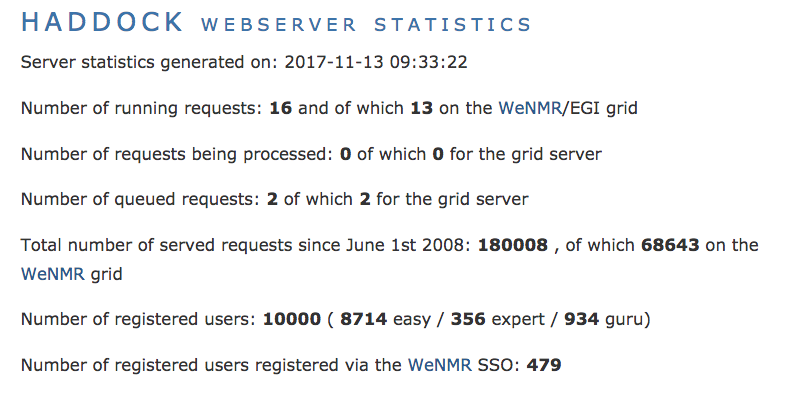 HADDOCK WEBSERVER STATISTICS
Server statistics generated on: 2017-11-13 09:33:22
Number of running requests: 16 and of which 13 on the WeNMR/EGI grid
Number of requests being processed: 0 of which 0 for the grid server
Number of queued requests: 2 of which 2 for the grid server
Total number of served requests since June 1st 2008: 180008 , of which 68643 on the
WeNMR grid
Number of registered users: 10000 ( 8714 easy / 356 expert / 934 guru)
Number of registered users registered via the WeNMR SSO: 479